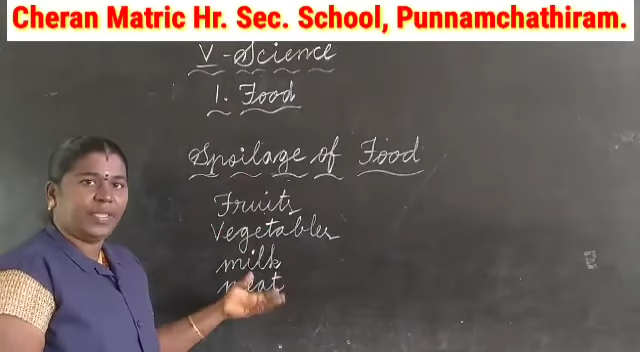 Cheran Matric Hr. Sec. School, Punnamchathiram.
V - Science
1. Food
Spoilage of Food
Fruits
Vegetables
milk
meat